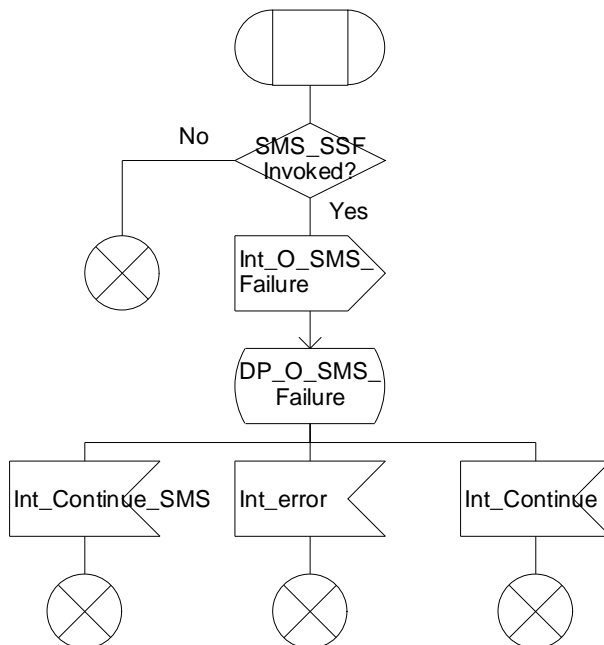 No
SMS_SSF
Invoked?
Yes
Int_O_SMS_
Failure
DP_O_SMS_
Failure
Int_Continue_SMS
Int_error
Int_Continue